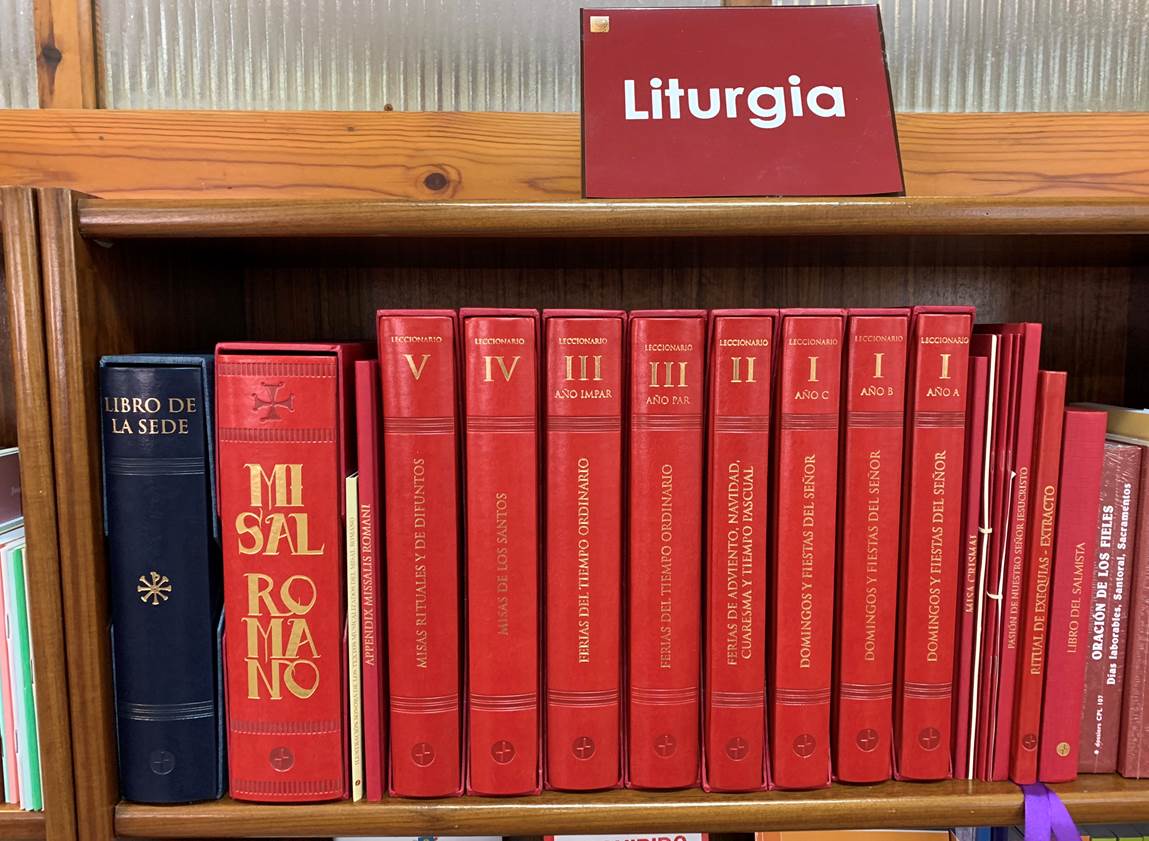 Liturgia
LIBRO DE
LA SEDE
MI
SAL
RO
MA
NO
APPENDIX MISSALIS ROMANI
LECCIONARIO
V
MISAS RITUALES Y DE DIFUNTOS
LECCIONARIO
IV
MISAS DE LOS SANTOS
LECCIONARIO
III
AÑO IMPAR
FERIAS DEL TIEMPO ORDINARIO
LECCIONARIO
III
AÑO PAR
FERIAS DEL TIEMPO ORDINARIO
LECCIONARIO
II
FERIAS DE ADVIENTO, NAVIDAD,
CUARESMA Y TIEMPO PASCUAL
LECCIONARIO
I
AÑO C
DOMINGOS Y FIESTAS DEL SEÑOR
LECCIONARIO
I
AÑO B
DOMINGOS Y FIESTAS DEL SEÑOR
LECCIONARIO
I
AÑO A
DOMINGOS Y FIESTAS DEL SEÑOR
MISA CRISMAL
PASIÓN DE NUESTRO SEÑOR JESUCRISTO
RITUAL DE EXEQUIAS - EXTRACTO
LIBRO DEL SALMISTA
ORACIÓN DE LOS FIELES
Días laborables, Santoral, Sacramentos
* dossiers CPL 107